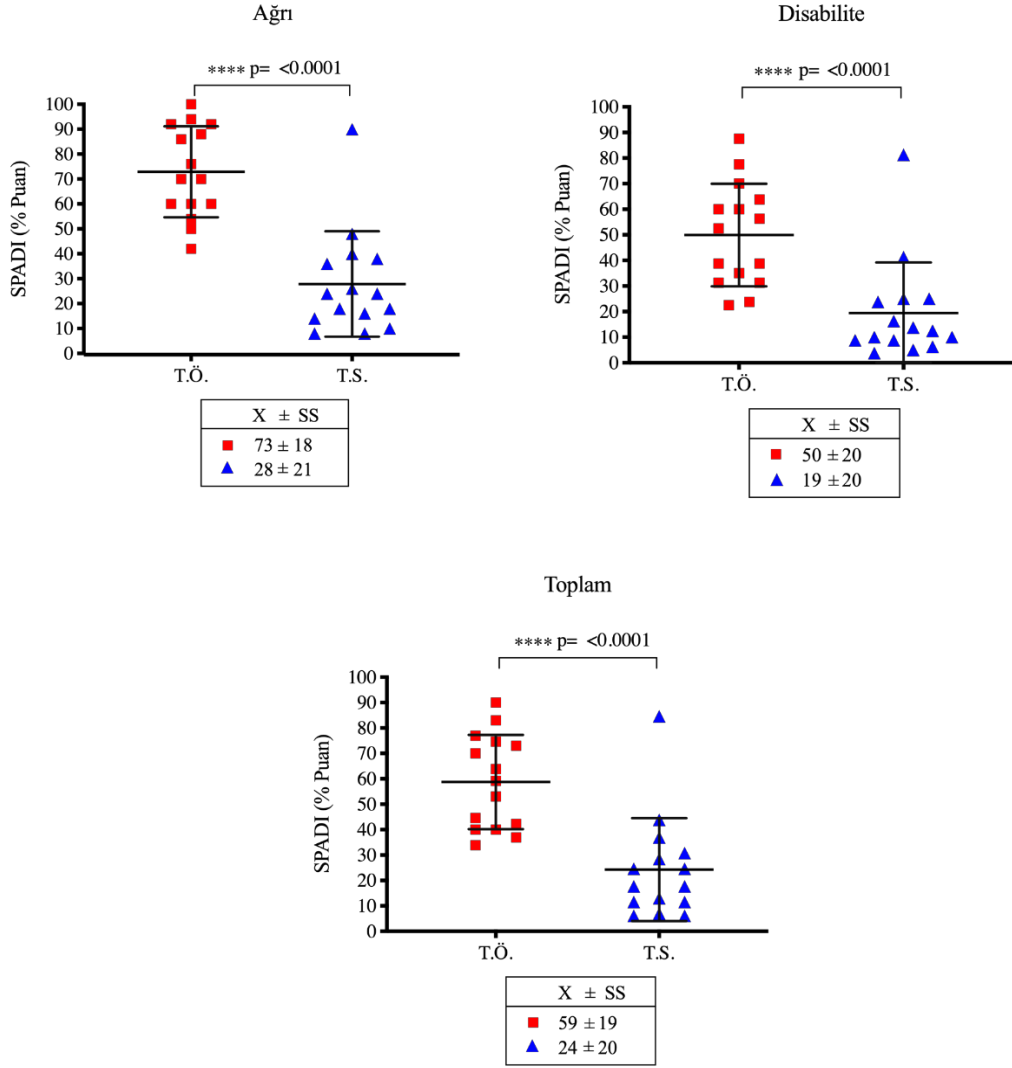 Ağrı
**** p= <0.0001
SPADI (% Puan)
100
90
80
70
60
50
40
30
20
10
0
T.Ö.
T.S.
X ± SS
73 ± 18
28 ± 21
Disabilite
**** p= <0.0001
SPADI (% Puan)
100
90
80
70
60
50
40
30
20
10
0
T.Ö.
T.S.
X ± SS
50 ± 20
19 ± 20
Toplam
**** p= <0.0001
SPADI (% Puan)
100
90
80
70
60
50
40
30
20
10
0
T.Ö.
T.S.
X ± SS
59 ± 19
24 ± 20